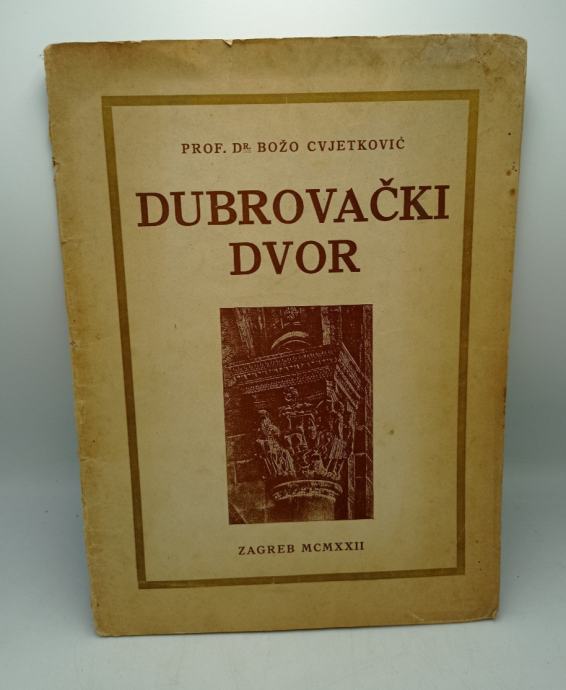 PROF. DR. BOŽO CVJETKOVIĆ
DUBROVAČKI
DVOR
ZAGREB MCMXXII